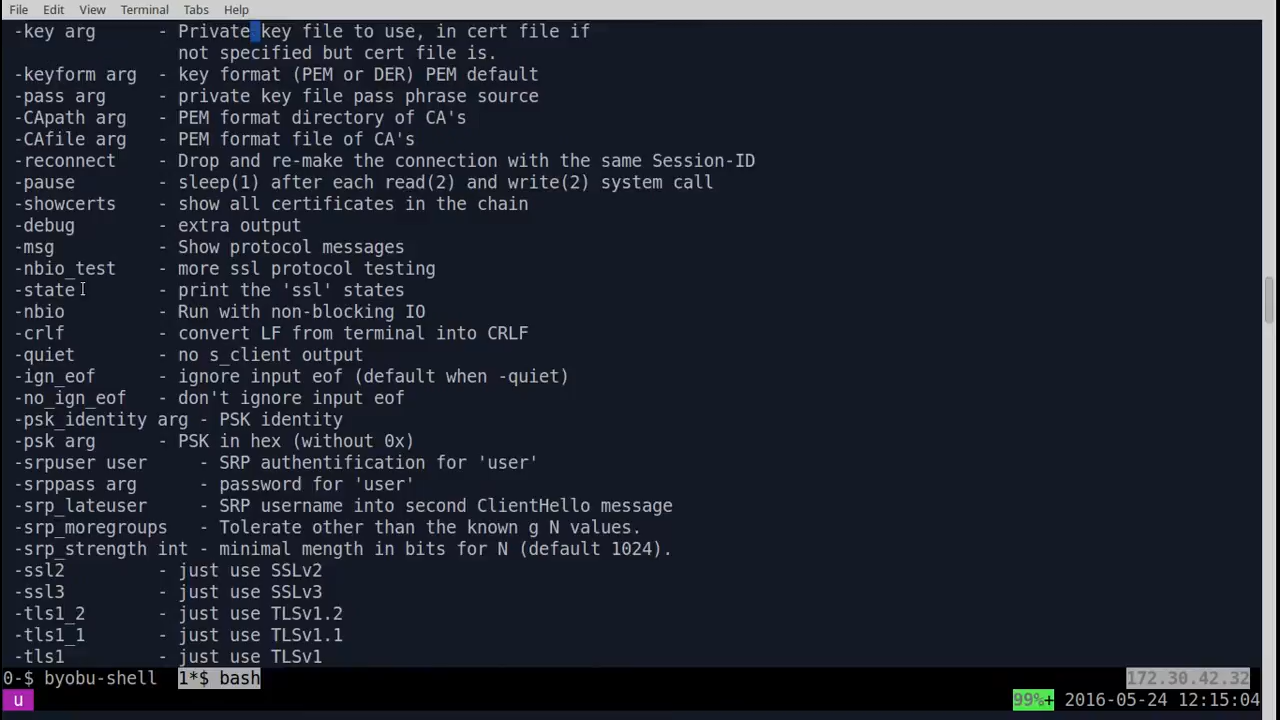 File Edit View Terminal Tabs Help
-key arg - Private key file to use, in cert file if
not specified but cert file is.
-keyform arg - key format (PEM or DER) PEM default
-pass arg - private key file pass phrase source
-CApath arg - PEM format directory of CA's
-CAfile arg - PEM format file of CA's
-reconnect - Drop and re-make the connection with the same Session-ID
-pause - sleep(1) after each read(2) and write(2) system call
-showcerts - show all certificates in the chain
-debug - extra output
-msg - Show protocol messages
-nbio_test - more ssl protocol testing
-state - print the 'ssl' states
-nbio - Run with non-blocking IO
-crlf - convert LF from terminal into CRLF
-quiet - no s_client output
-ign_eof - ignore input eof (default when -quiet)
-no_ign_eof - don't ignore input eof
-psk_identity arg - PSK identity
-psk arg - PSK in hex (without 0x)
-srpuser user - SRP authentification for 'user'
-srppass arg - password for 'user'
-srp_lateuser - SRP username into second ClientHello message
-srp_moregroups - Tolerate other than the known g N values.
-srp_strength int - minimal mength in bits for N (default 1024).
-ssl2 - just use SSLv2
-ssl3 - just use SSLv3
-tls1_2 - just use TLSv1.2
-tls1_1 - just use TLSv1.1
-tls1 - just use TLSv1
0-$ byobu-shell 1*$ bash 172.30.42.32
u 99%+ 2016-05-24 12:15:04